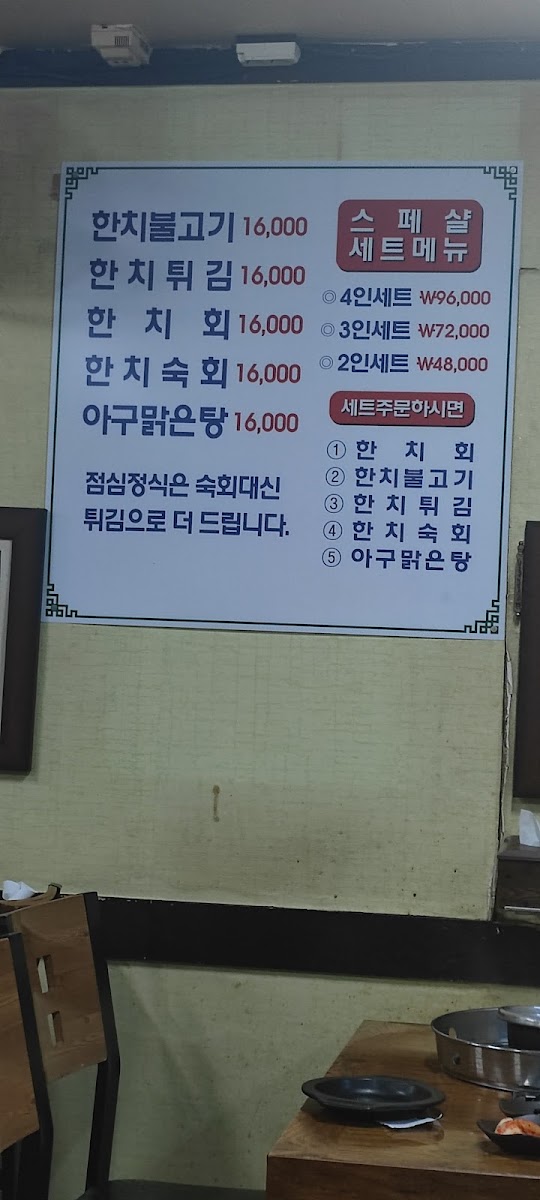 한치불고기 16,000
한치튀김 16,000
한치회 16,000
한치숙회 16,000
아구맑은탕 16,000
점심정식은 숙회대신
튀김으로 더 드립니다.
스페샬
세트메뉴
◎ 4인세트 ₩96,000
◎ 3인세트 ₩72,000
◎ 2인세트 ₩48,000
세트주문하시면
① 한치회
② 한치불고기
③ 한치튀김
④ 한치숙회
⑤ 아구맑은탕